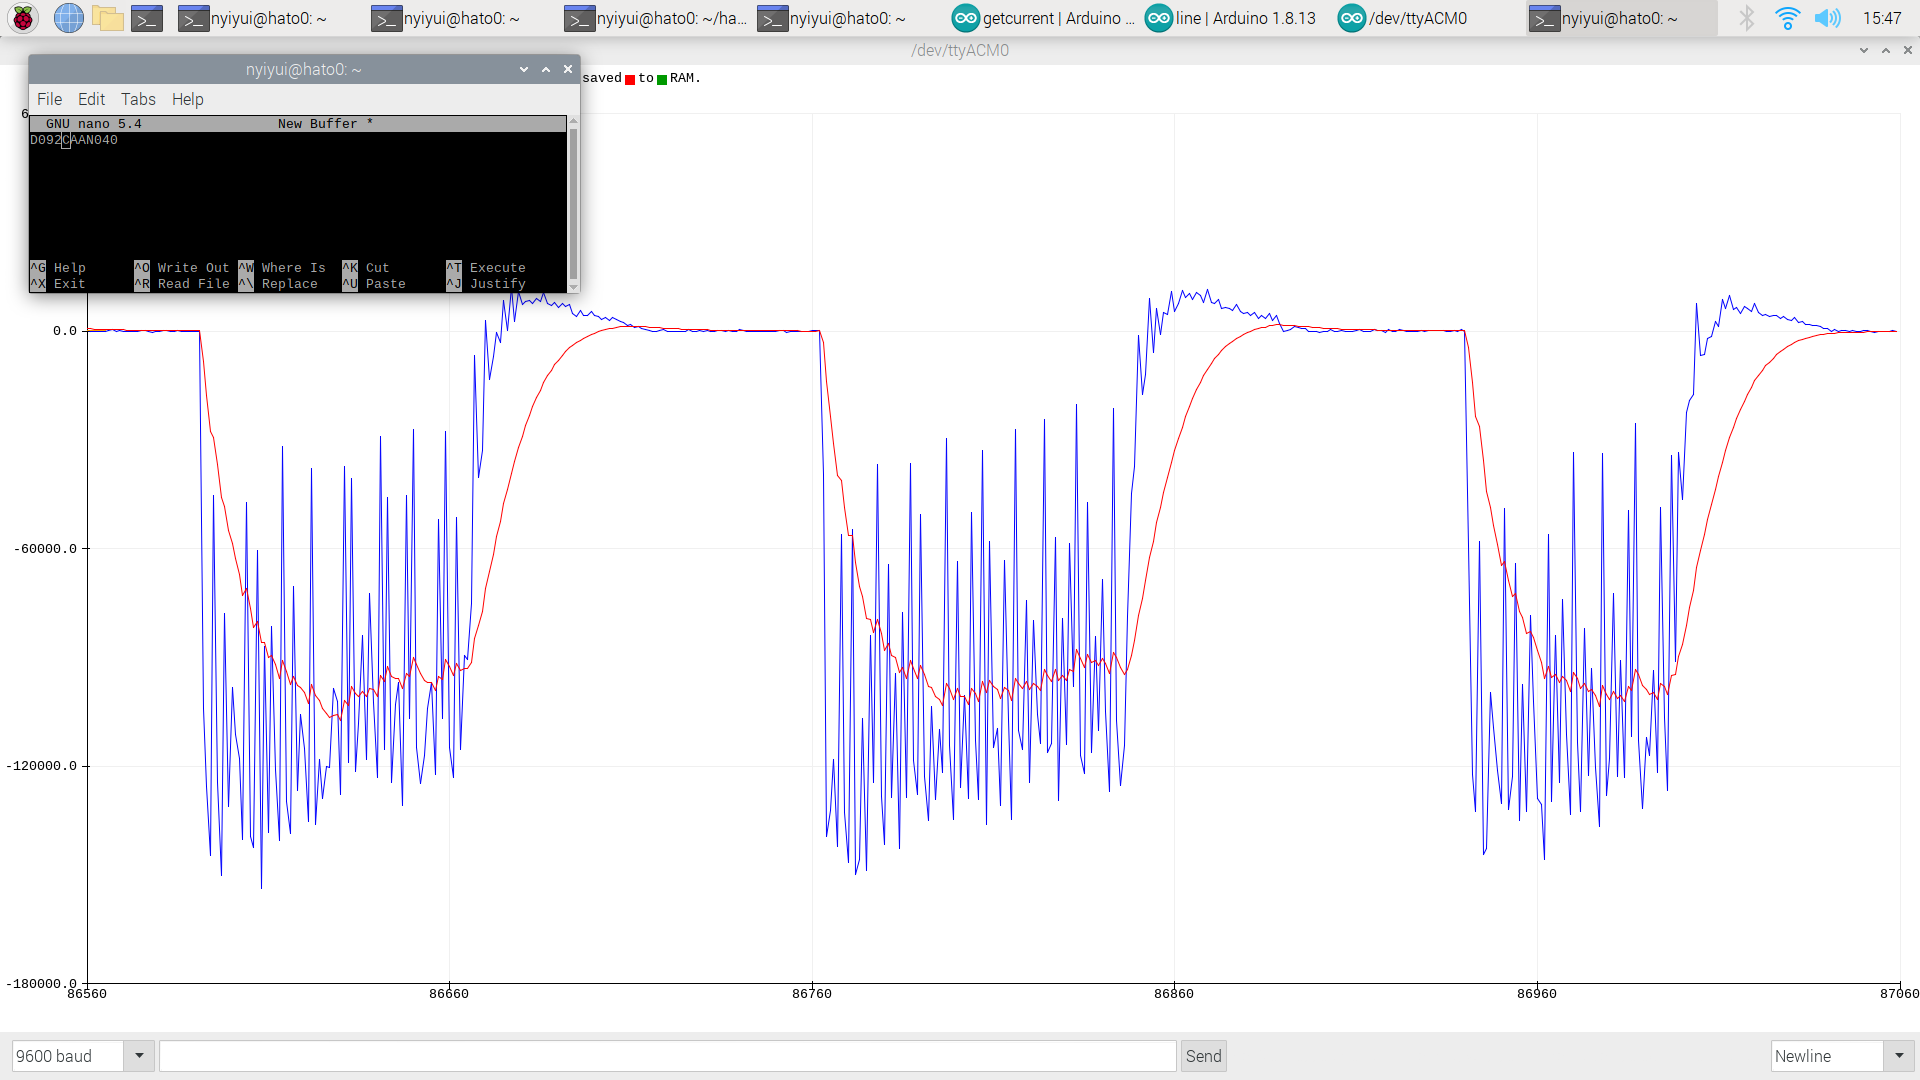 nyiyui@hato0: ~
nyiyui@hato0: ~
nyiyui@hato0: ~/ha...
nyiyui@hato0: ~
getcurrent | Arduino ...
line | Arduino 1.8.13
/dev/ttyACM0
nyiyui@hato0: ~
15:47
/dev/ttyACM0
nyiyui@hato0: ~
saved to RAM.
File Edit Tabs Help
6
GNU nano 5.4 New Buffer *
D092CAAN040
^G Help ^O Write Out ^W Where Is ^K Cut ^T Execute
^X Exit ^R Read File ^\ Replace ^U Paste ^J Justify
0.0
-60000.0
-120000.0
-180000.0
86560 86660 86760 86860 86960 87060
9600 baud
Send
Newline